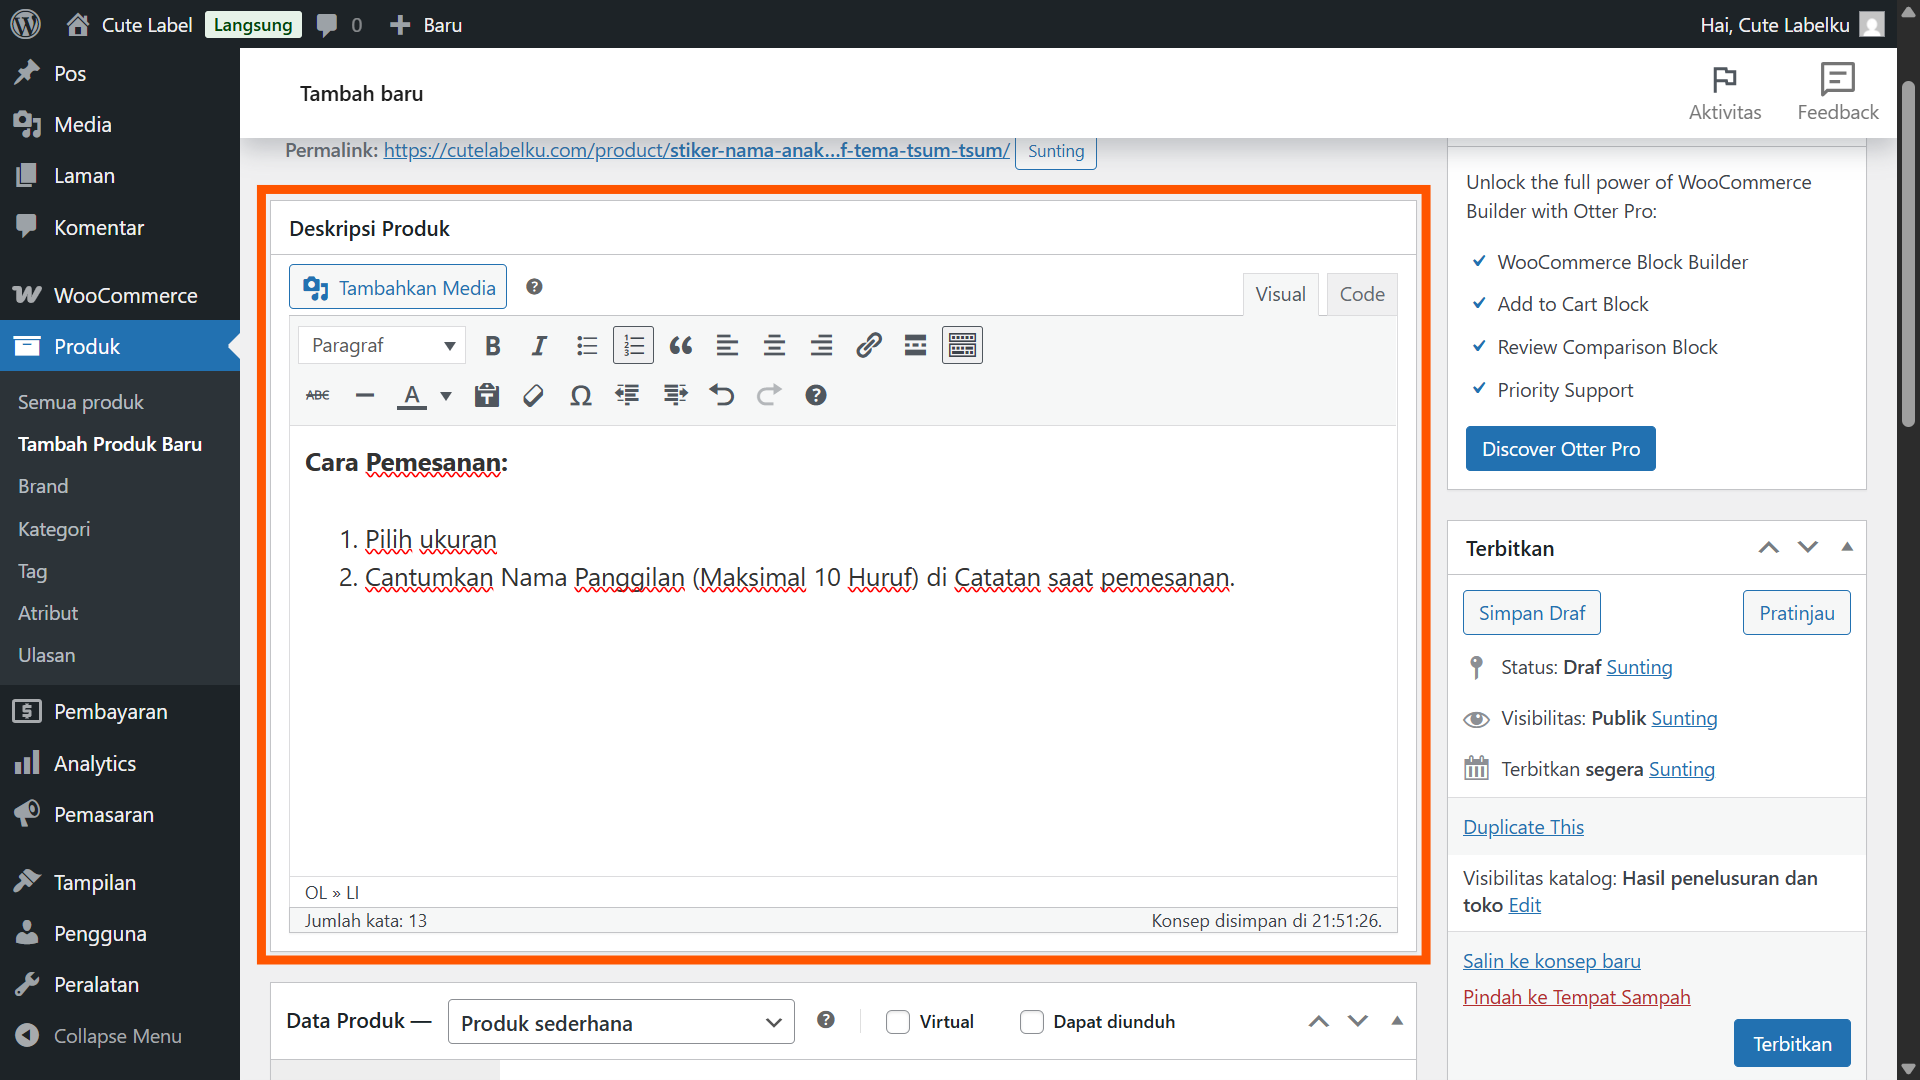 Cute Label Langsung 0 Baru
Hai, Cute Labelku
Pos
Media
Laman
Komentar
WooCommerce
Produk
Semua produk
Tambah Produk Baru
Brand
Kategori
Tag
Atribut
Ulasan
Pembayaran
Analytics
Pemasaran
Tampilan
Pengguna
Peralatan
Collapse Menu
Tambah baru
Aktivitas
Feedback
Permalink: https://cutelabelku.com/product/stiker-nama-anak...f-tema-tsum-tsum/ Sunting
Deskripsi Produk
Tambahkan Media
Visual Code
Paragraf
ABC
Cara Pemesanan:
1. Pilih ukuran
2. Cantumkan Nama Panggilan (Maksimal 10 Huruf) di Catatan saat pemesanan.
OL » LI
Jumlah kata: 13
Konsep disimpan di 21:51:26.
Data Produk — Produk sederhana Virtual Dapat diunduh
Unlock the full power of WooCommerce
Builder with Otter Pro:
WooCommerce Block Builder
Add to Cart Block
Review Comparison Block
Priority Support
Discover Otter Pro
Terbitkan
Simpan Draf Pratinjau
Status: Draf Sunting
Visibilitas: Publik Sunting
Terbitkan segera Sunting
Duplicate This
Visibilitas katalog: Hasil penelusuran dan
toko Edit
Salin ke konsep baru
Pindah ke Tempat Sampah
Terbitkan